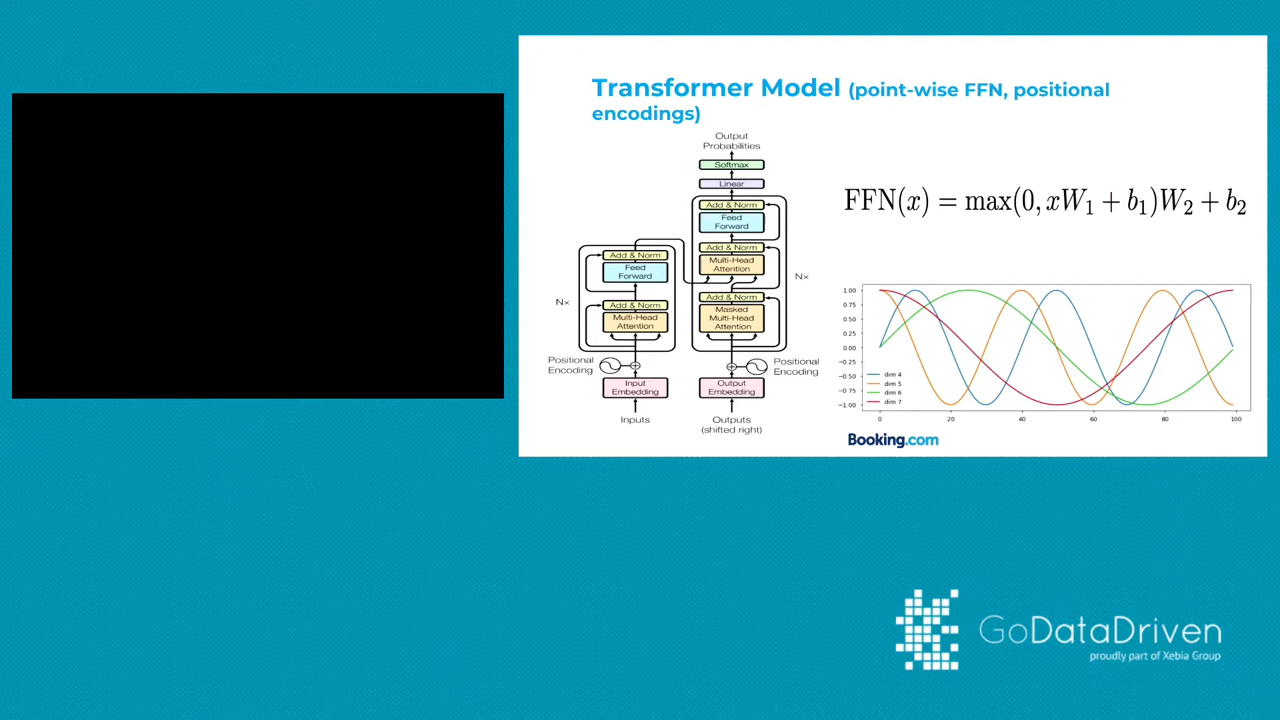 Transformer Model (point-wise FFN, positional
encodings)
Output
Probabilities
Softmax
Linear
Add & Norm
Feed
Forward
Add & Norm
Multi-Head
Attention
Add & Norm
Masked
Multi-Head
Attention
N×
Positional
Encoding
Output
Embedding
Outputs
(shifted right)
Add & Norm
Feed
Forward
Add & Norm
Multi-Head
Attention
N×
Positional
Encoding
Input
Embedding
Inputs
FFN(x) = max(0, xW₁ + b₁)W₂ + b₂
1.00
0.75
0.50
0.25
0.00
−0.25
−0.50
−0.75
−1.00
dim 4
dim 5
dim 6
dim 7
0 20 40 60 80 100
Booking.com
GoDataDriven
proudly part of Xebia Group